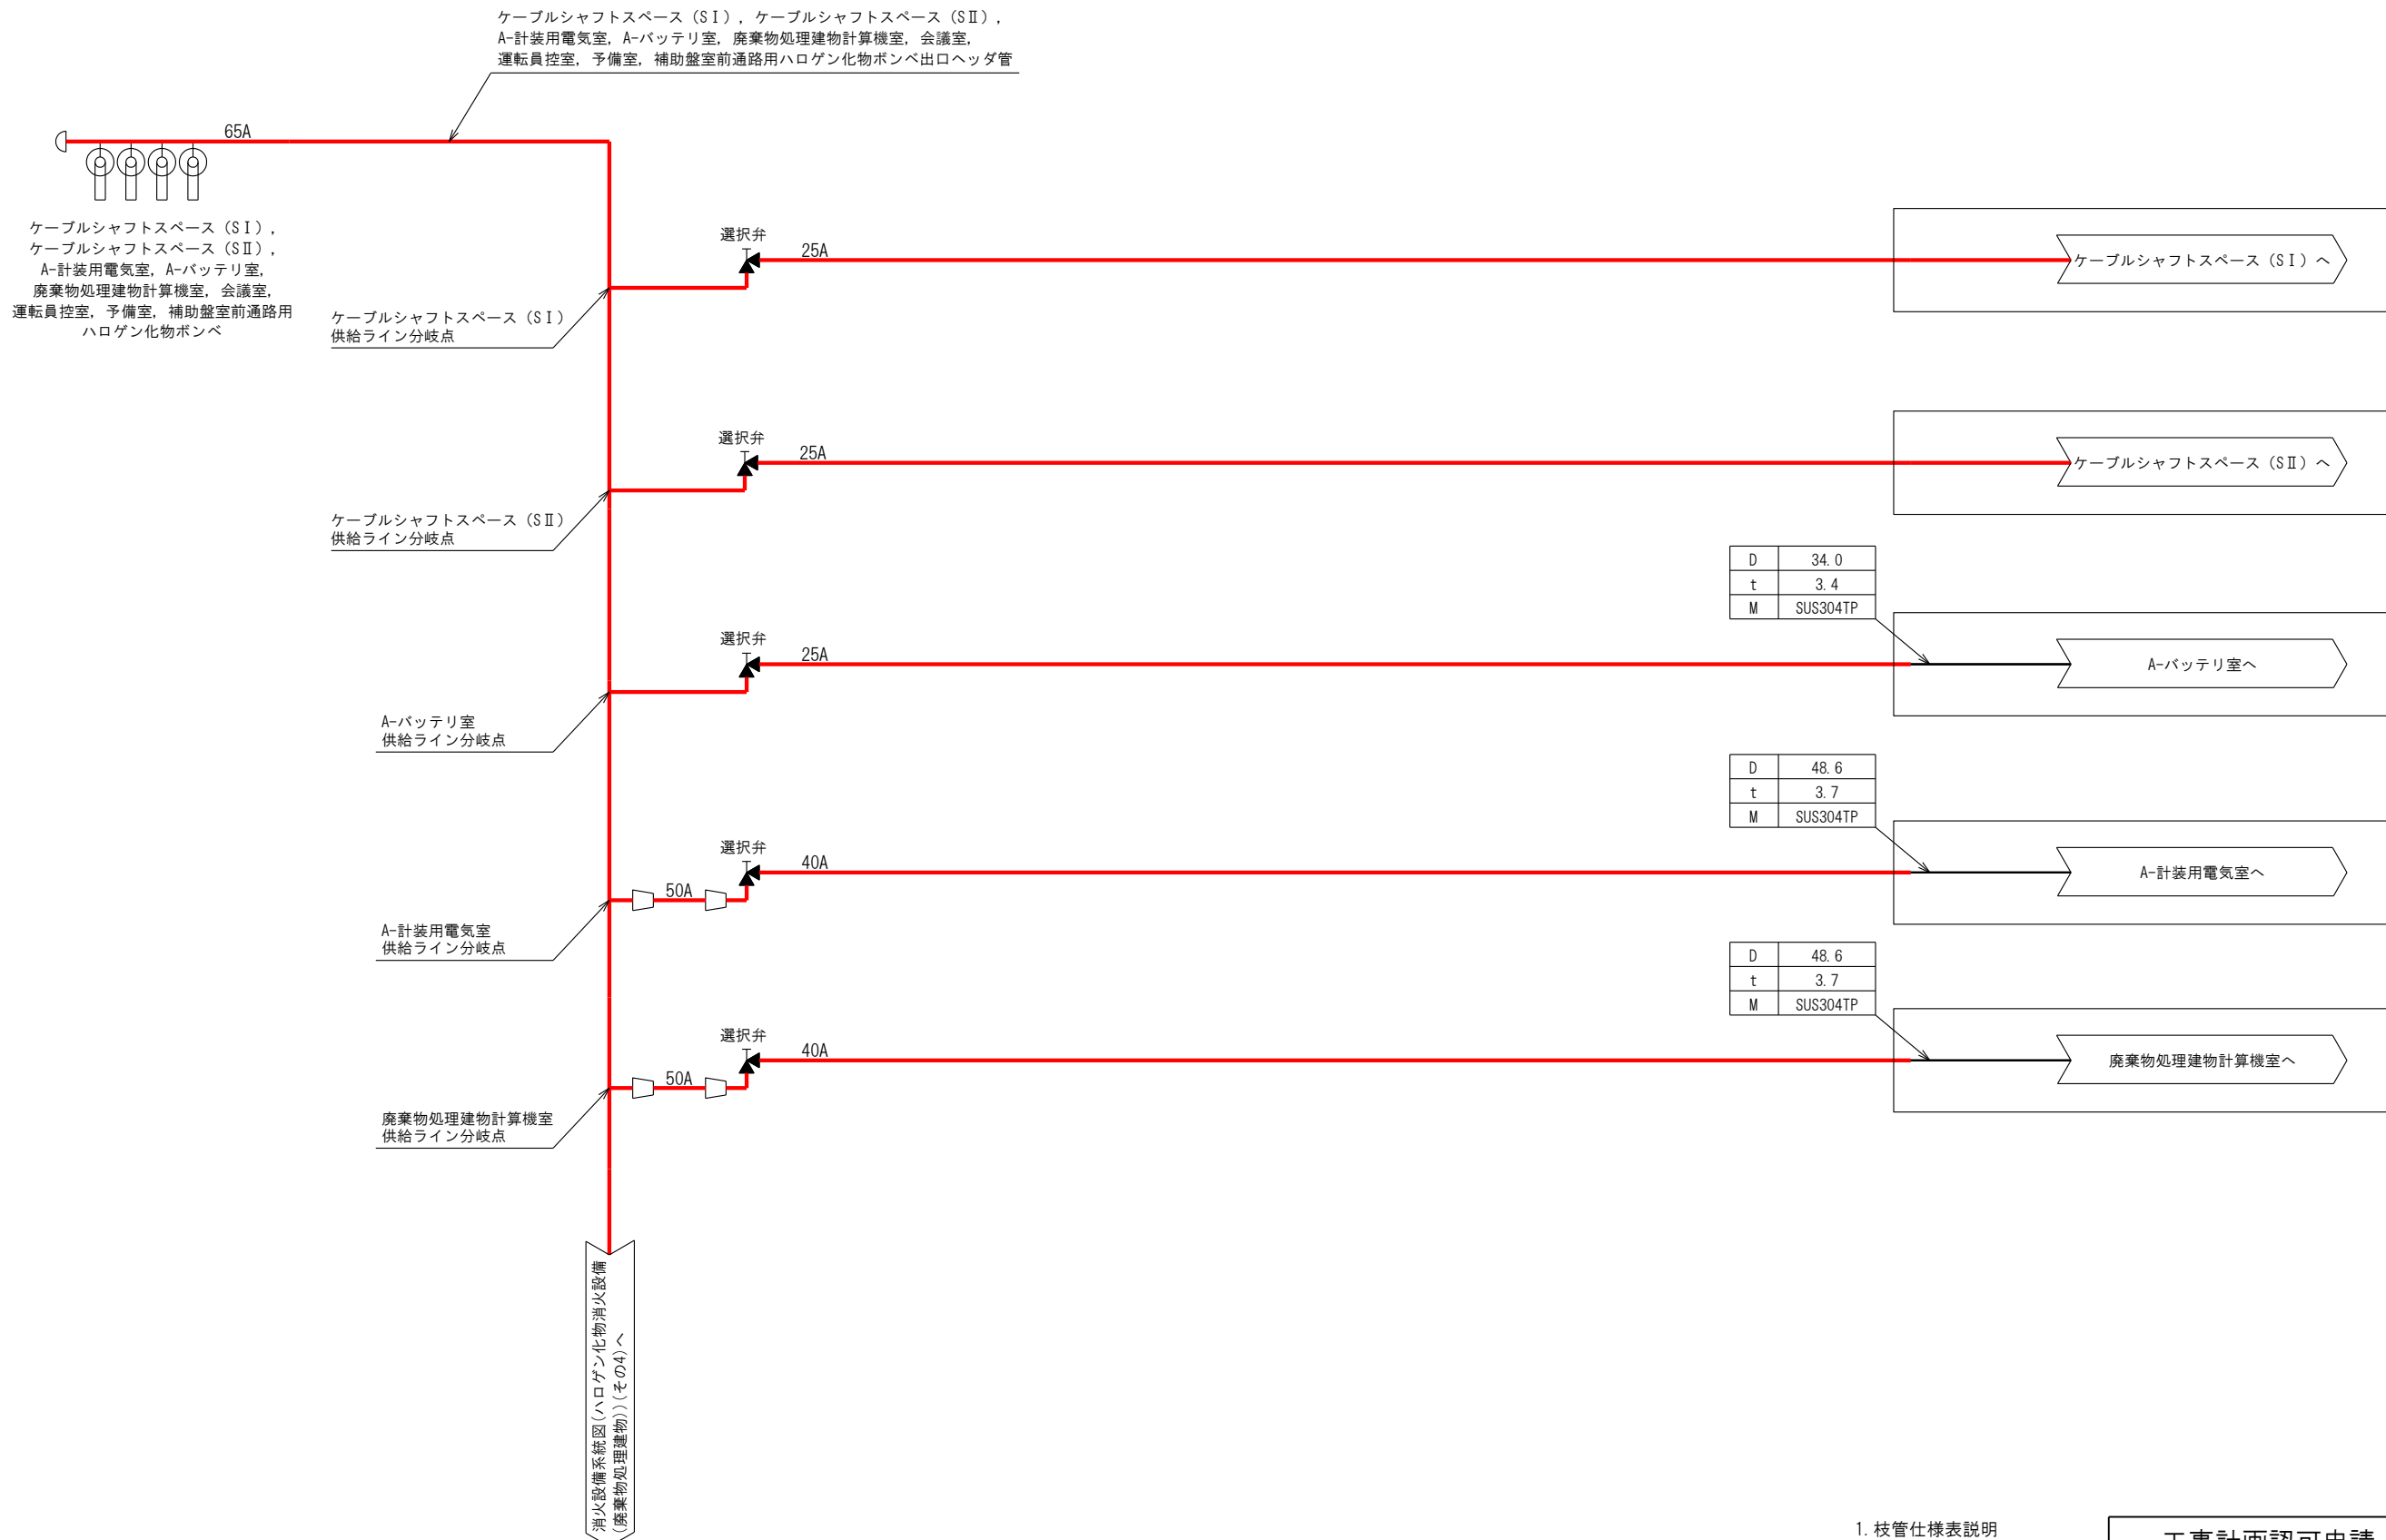 ケーブルシャフトスペース（SⅠ），ケーブルシャフトスペース（SⅡ），
A-計装用電気室，A-バッテリ室，廃棄物処理建物計算機室，会議室，
運転員控室，予備室，補助盤室前通路用ハロゲン化物ボンベ出口ヘッダ管
65A
ケーブルシャフトスペース（SⅠ），
ケーブルシャフトスペース（SⅡ），
A-計装用電気室，A-バッテリ室，
廃棄物処理建物計算機室，会議室，
運転員控室，予備室，補助盤室前通路用
ハロゲン化物ボンベ
選択弁
25A
ケーブルシャフトスペース（SⅠ）へ
ケーブルシャフトスペース（SⅠ）
供給ライン分岐点
選択弁
25A
ケーブルシャフトスペース（SⅡ）へ
ケーブルシャフトスペース（SⅡ）
供給ライン分岐点
D 34.0
t 3.4
M SUS304TP
選択弁
25A
A-バッテリ室へ
A-バッテリ室
供給ライン分岐点
D 48.6
t 3.7
M SUS304TP
選択弁
40A
50A
A-計装用電気室へ
A-計装用電気室
供給ライン分岐点
D 48.6
t 3.7
M SUS304TP
選択弁
40A
50A
廃棄物処理建物計算機室へ
廃棄物処理建物計算機室
供給ライン分岐点
消火設備系統図（ハロゲン化物消火設備
（廃棄物処理建物））（その4）へ
1．枝管仕様表説明
工事計画認可申請